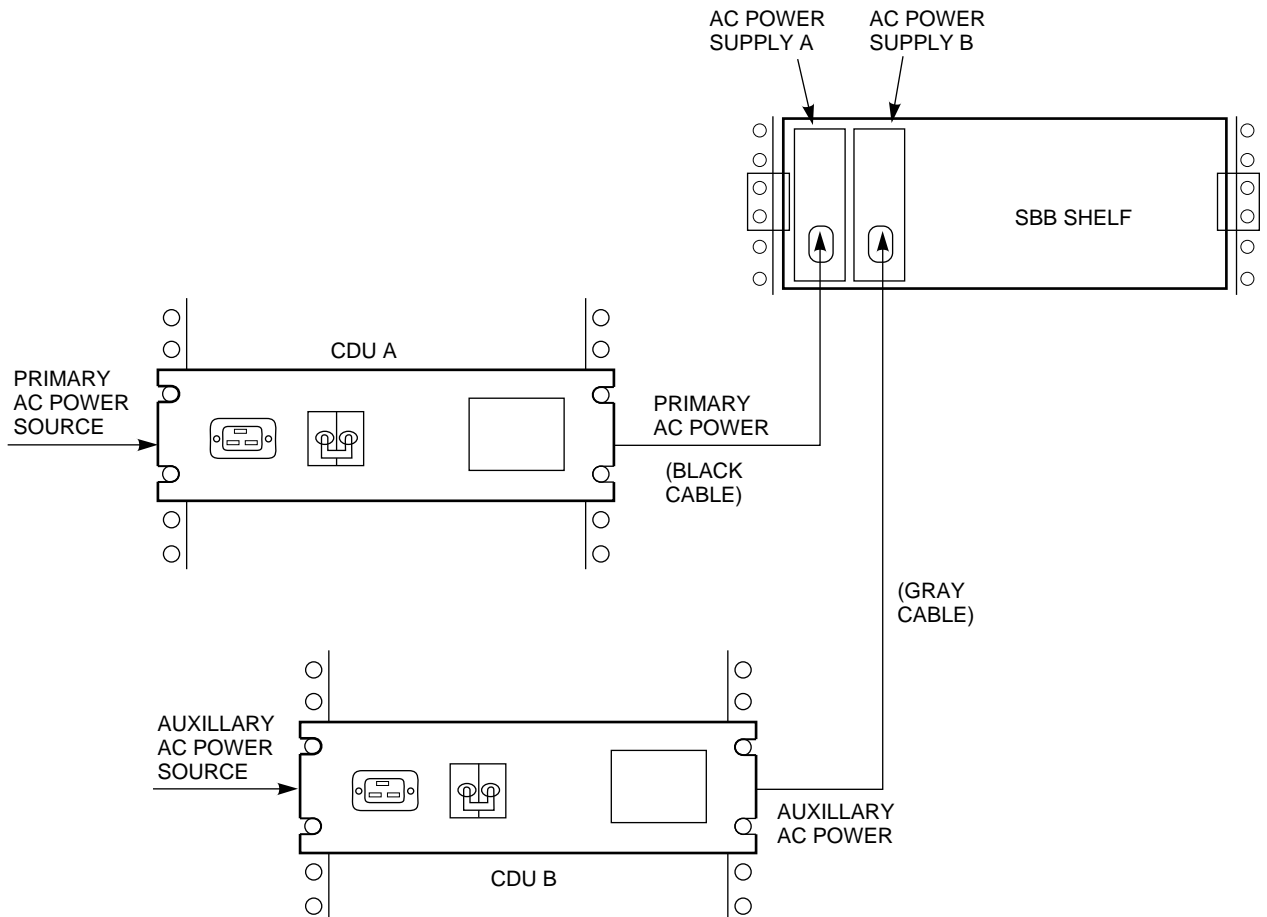 AC POWER
SUPPLY A
AC POWER
SUPPLY B
SBB SHELF
CDU A
PRIMARY
AC POWER
SOURCE
PRIMARY
AC POWER
(BLACK
CABLE)
(GRAY
CABLE)
AUXILLARY
AC POWER
SOURCE
AUXILLARY
AC POWER
CDU B